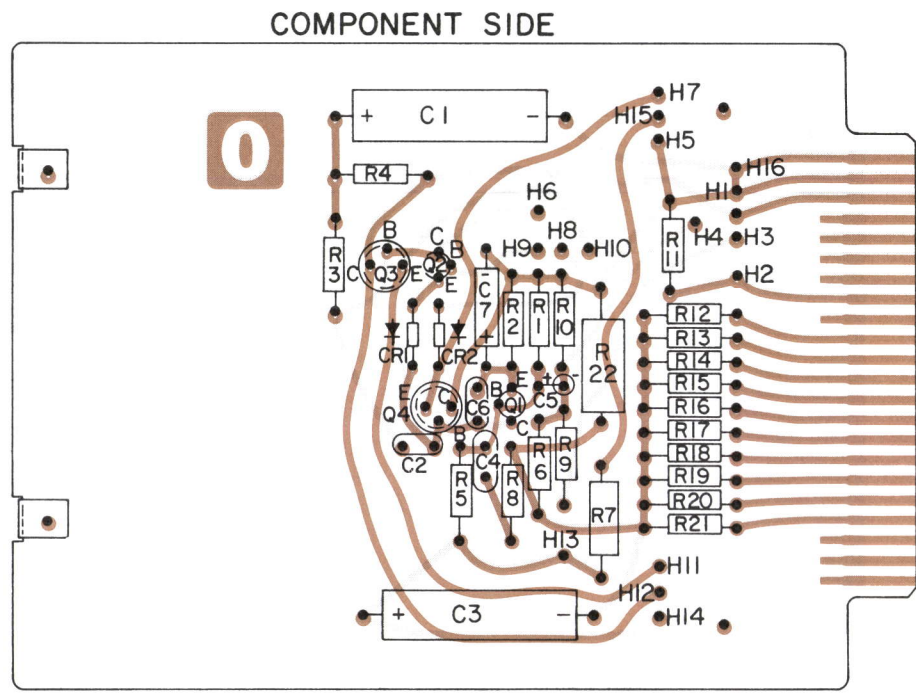 COMPONENT SIDE
H7
+ C1 -
H15
O
H5
R4
H16
H1
H6
B
C
H4
H3
H9
H8
H10
R3
C
Q3
E
Q2
B
R11
E
H2
- C7 +
R2
R1
R10
R12
R13
CR1
CR2
R22
R14
E
+
-
R15
E
C
B
Q1
C5
Q4
C6
R16
C
R17
B
C2
C4
R6
R9
R18
R5
R8
R19
R7
R20
R21
H13
H11
H12
+ C3 -
H14